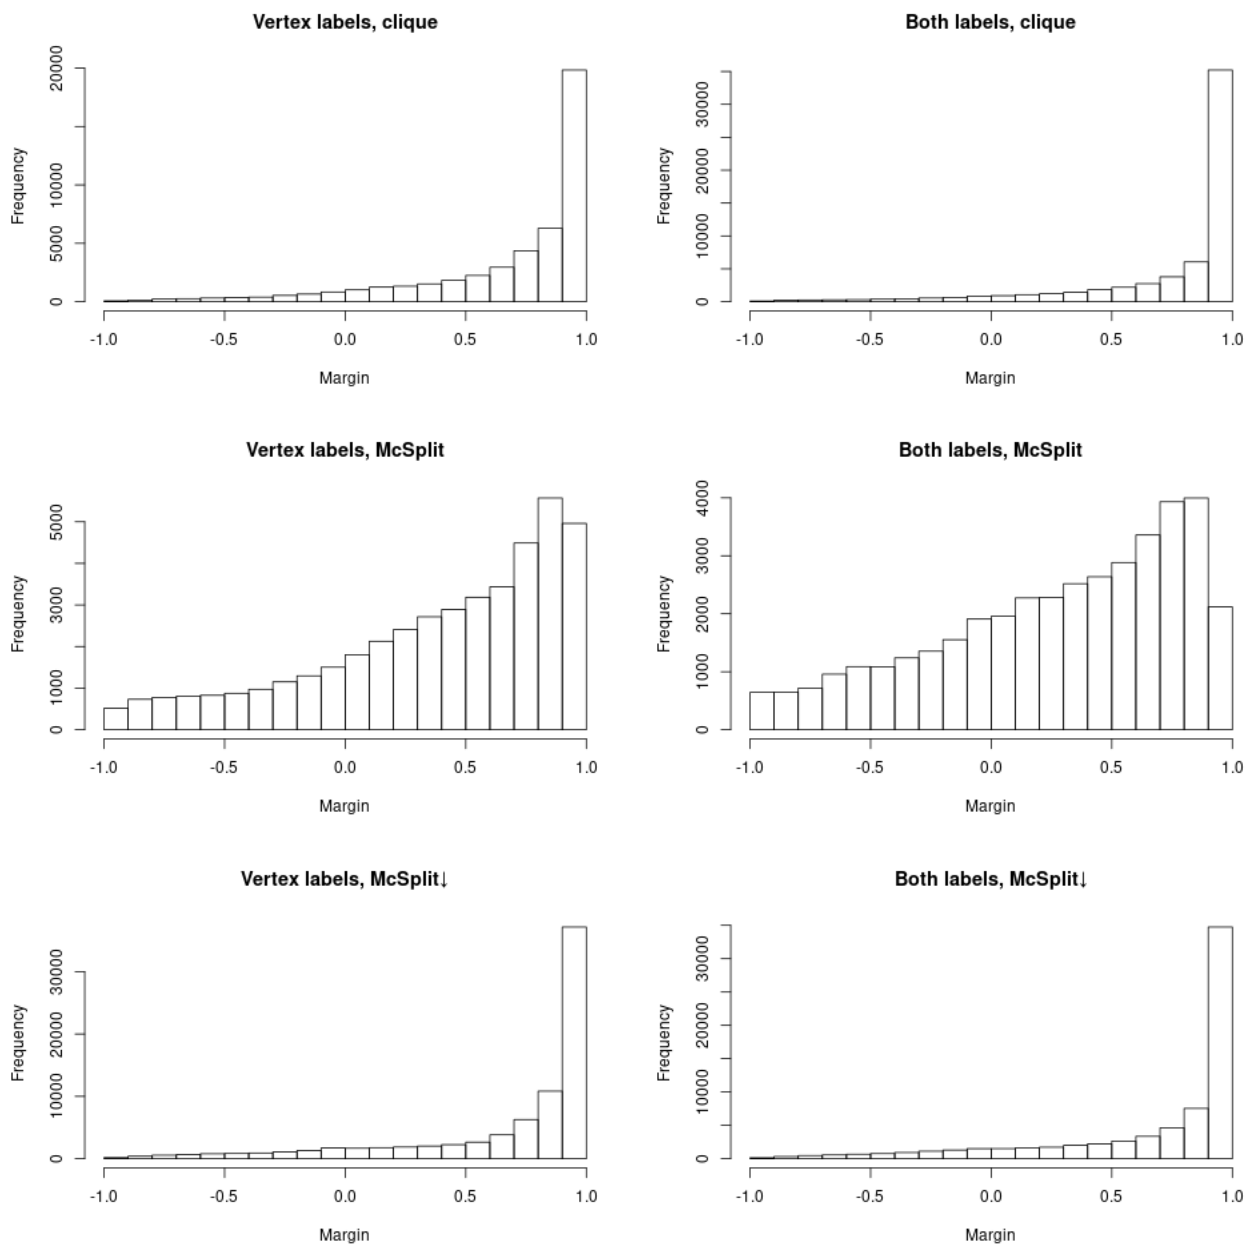 Vertex labels, clique
Frequency
0 5000 10000 20000
-1.0 -0.5 0.0 0.5 1.0
Margin
Both labels, clique
Frequency
0 10000 20000 30000
-1.0 -0.5 0.0 0.5 1.0
Margin
Vertex labels, McSplit
Frequency
0 1000 3000 5000
-1.0 -0.5 0.0 0.5 1.0
Margin
Both labels, McSplit
Frequency
0 1000 2000 3000 4000
-1.0 -0.5 0.0 0.5 1.0
Margin
Vertex labels, McSplit↓
Frequency
0 10000 20000 30000
-1.0 -0.5 0.0 0.5 1.0
Margin
Both labels, McSplit↓
Frequency
0 10000 20000 30000
-1.0 -0.5 0.0 0.5 1.0
Margin